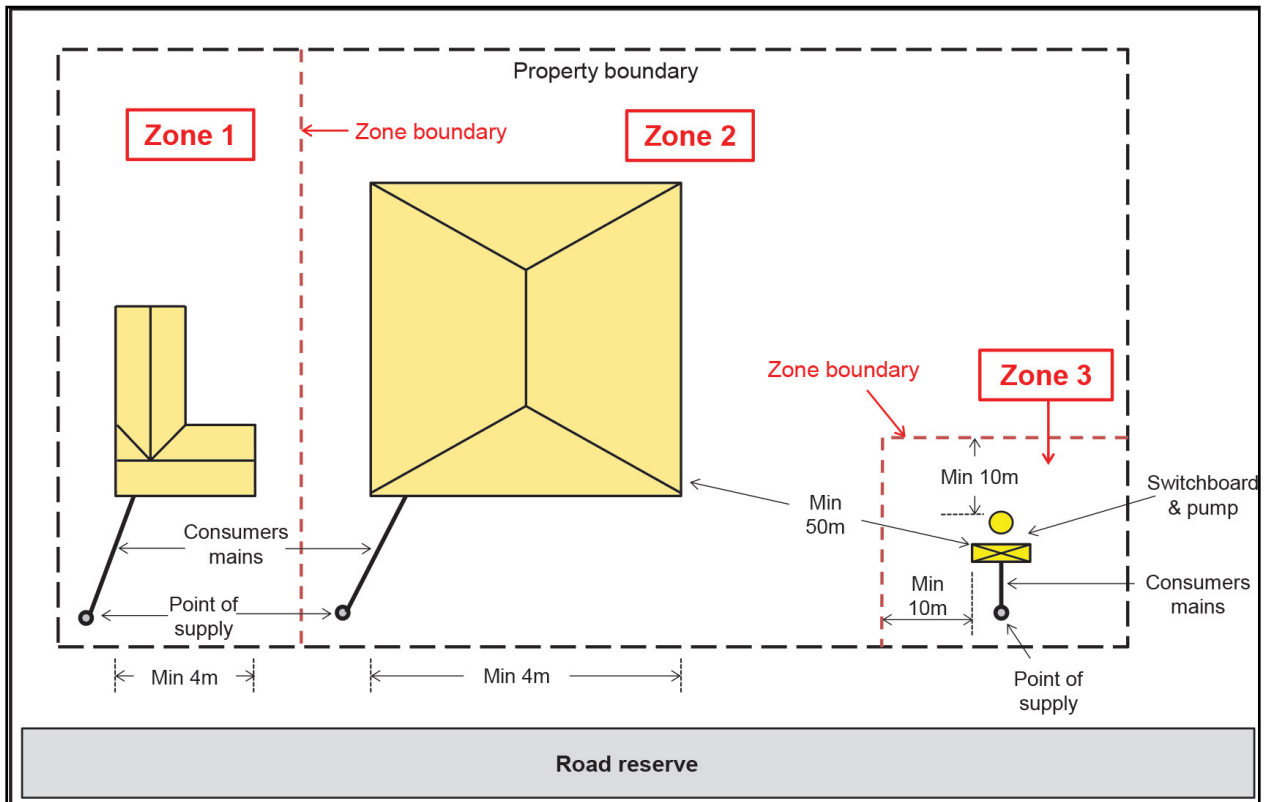 Property boundary
Zone 1
Zone boundary
Zone 2
Zone boundary
Zone 3
Min 10m
Switchboard
& pump
Min
50m
Consumers
mains
Min
10m
Consumers
mains
Point of
supply
Min 4m
Min 4m
Point of
supply
Road reserve